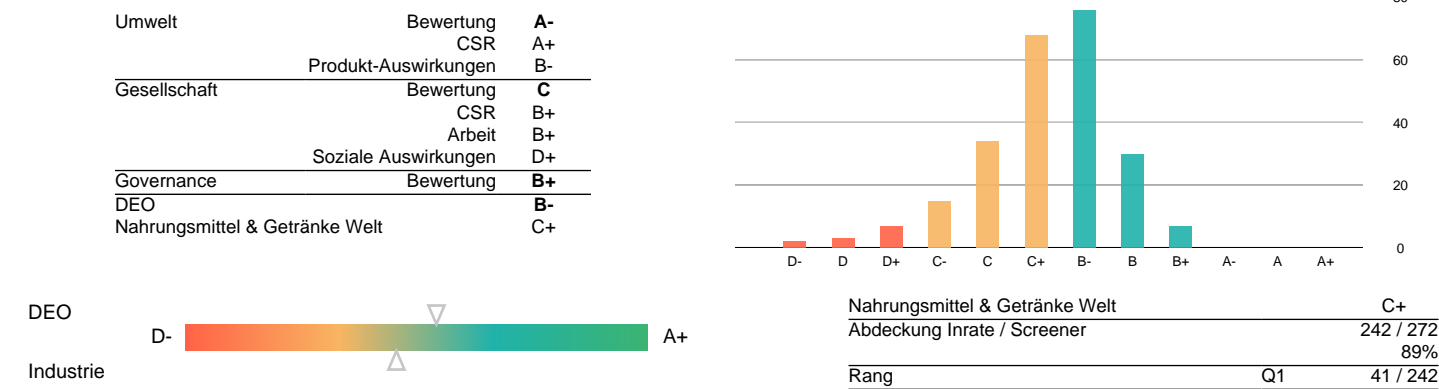 Umwelt Bewertung A-
CSR A+
Produkt-Auswirkungen B-
Gesellschaft Bewertung C
CSR B+
Arbeit B+
Soziale Auswirkungen D+
Governance Bewertung B+
DEO B-
Nahrungsmittel & Getränke Welt C+
60
40
20
0
D- D D+ C- C C+ B- B B+ A- A A+
DEO
D- A+
Industrie
Nahrungsmittel & Getränke Welt C+
Abdeckung Inrate / Screener 242 / 272
89%
Rang Q1 41 / 242